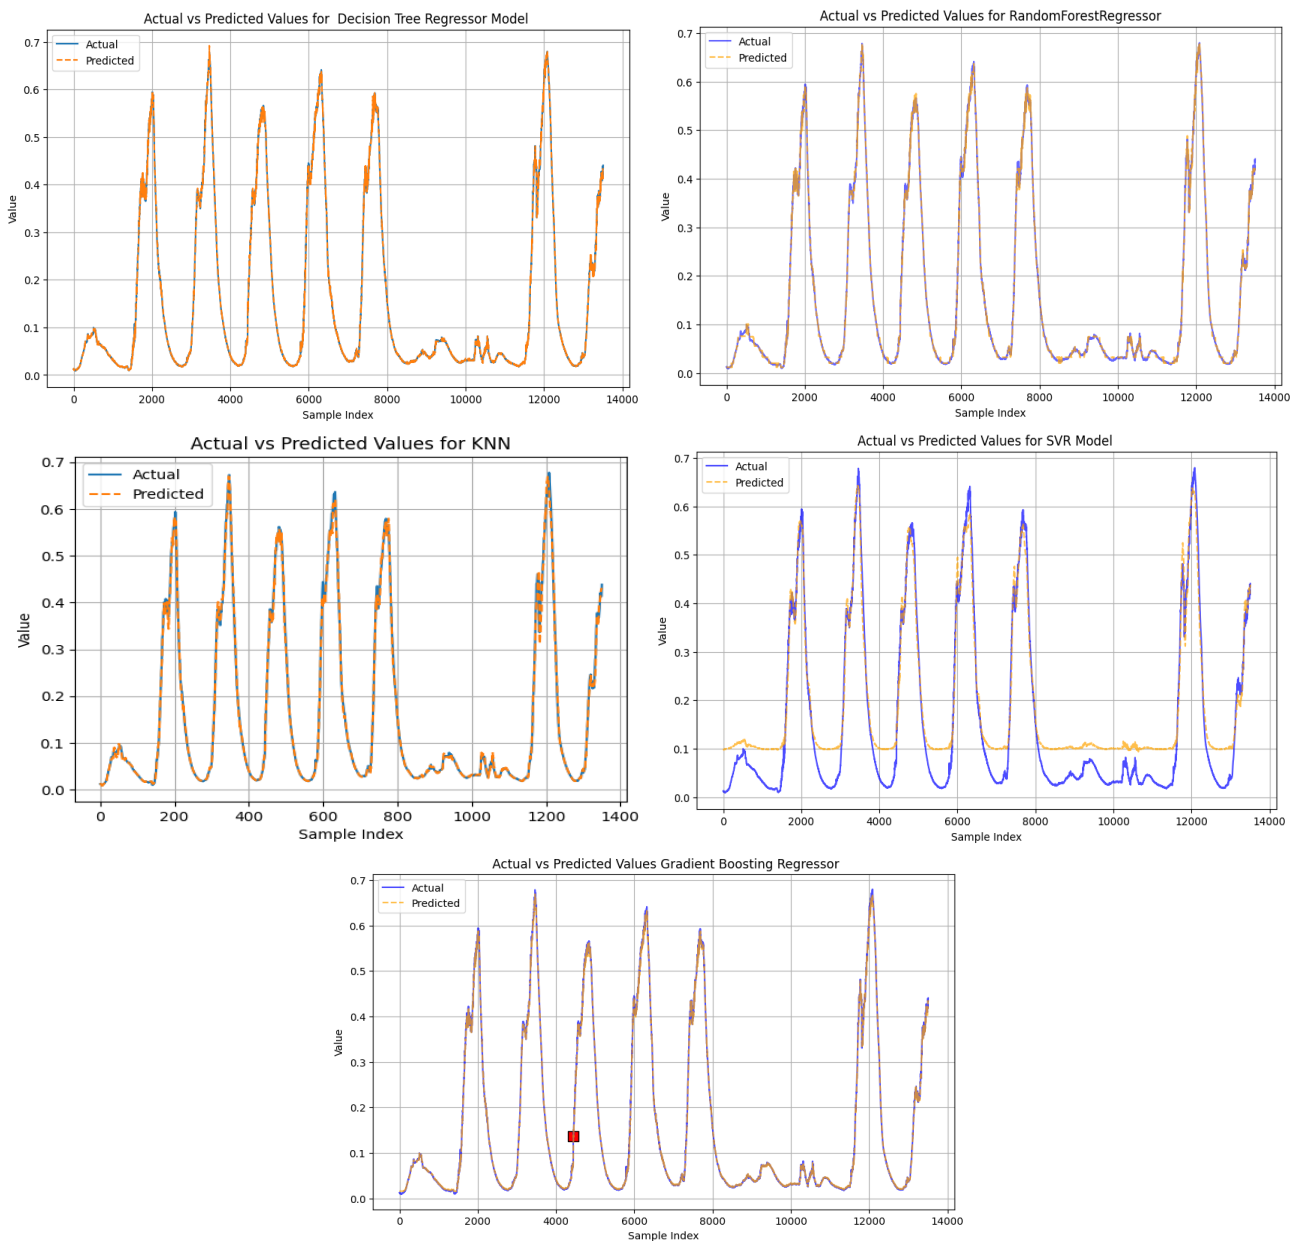 Actual vs Predicted Values for  Decision Tree Regressor Model
Actual
Predicted
0.7
0.6
0.5
0.4
0.3
0.2
0.1
0.0
Value
0 2000 4000 6000 8000 10000 12000 14000
Sample Index
Actual vs Predicted Values for RandomForestRegressor
Actual
Predicted
0.7
0.6
0.5
0.4
0.3
0.2
0.1
0.0
Value
0 2000 4000 6000 8000 10000 12000 14000
Sample Index
Actual vs Predicted Values for KNN
Actual
Predicted
0.7
0.6
0.5
0.4
0.3
0.2
0.1
0.0
Value
0 200 400 600 800 1000 1200 1400
Sample Index
Actual vs Predicted Values for SVR Model
Actual
Predicted
0.7
0.6
0.5
0.4
0.3
0.2
0.1
0.0
Value
0 2000 4000 6000 8000 10000 12000 14000
Sample Index
Actual vs Predicted Values Gradient Boosting Regressor
Actual
Predicted
0.7
0.6
0.5
0.4
0.3
0.2
0.1
0.0
Value
0 2000 4000 6000 8000 10000 12000 14000
Sample Index